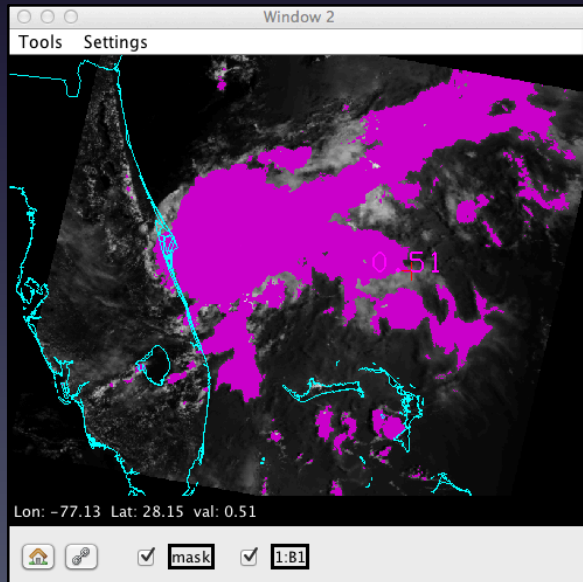 Window 2
Tools Settings
0.51
Lon: -77.13 Lat: 28.15 val: 0.51
mask 1:B1